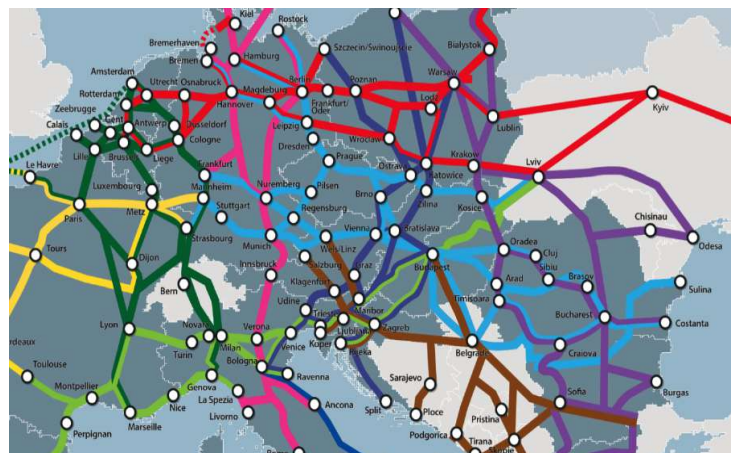 Kiel
Rostock
Bremerhaven
Bremen
Hamburg
Szczecin/Swinoujscie
Bialystok
Amsterdam
Utrecht
Osnabruck
Magdeburg
Berlin
Poznan
Warsaw
Rotterdam
Hannover
Frankfurt/
Oder
Lodz
Kyiv
Zeebrugge
Gent
Antwerp
Dusseldorf
Leipzig
Lublin
Calais
Cologne
Dresden
Wroclaw
Lille
Brussels
Liege
Prague
Ostrava
Krakow
Lviv
Le Havre
Frankfurt
Katowice
Luxembourg
Mannheim
Nuremberg
Pilsen
Brno
Zilina
Kosice
Paris
Metz
Stuttgart
Regensburg
Chisinau
Strasbourg
Munich
Vienna
Bratislava
Odesa
Tours
Wels/Linz
Oradea
Cluj
Dijon
Innsbruck
Salzburg
Graz
Budapest
Sibiu
Bern
Klagenfurt
Arad
Brasov
Sulina
Udine
Maribor
Timisoara
Lyon
Novara
Verona
Trieste
Ljubljana
Zagreb
Bucharest
Costanta
Turin
Milan
Venice
Koper
Rijeka
Belgrade
Bologna
Craiova
ordeaux
Toulouse
Genova
Ravenna
Sarajevo
Sofia
Burgas
Montpellier
Nice
La Spezia
Livorno
Ancona
Split
Ploce
Pristina
Marseille
Perpignan
Podgorica
Tirana
Skopje